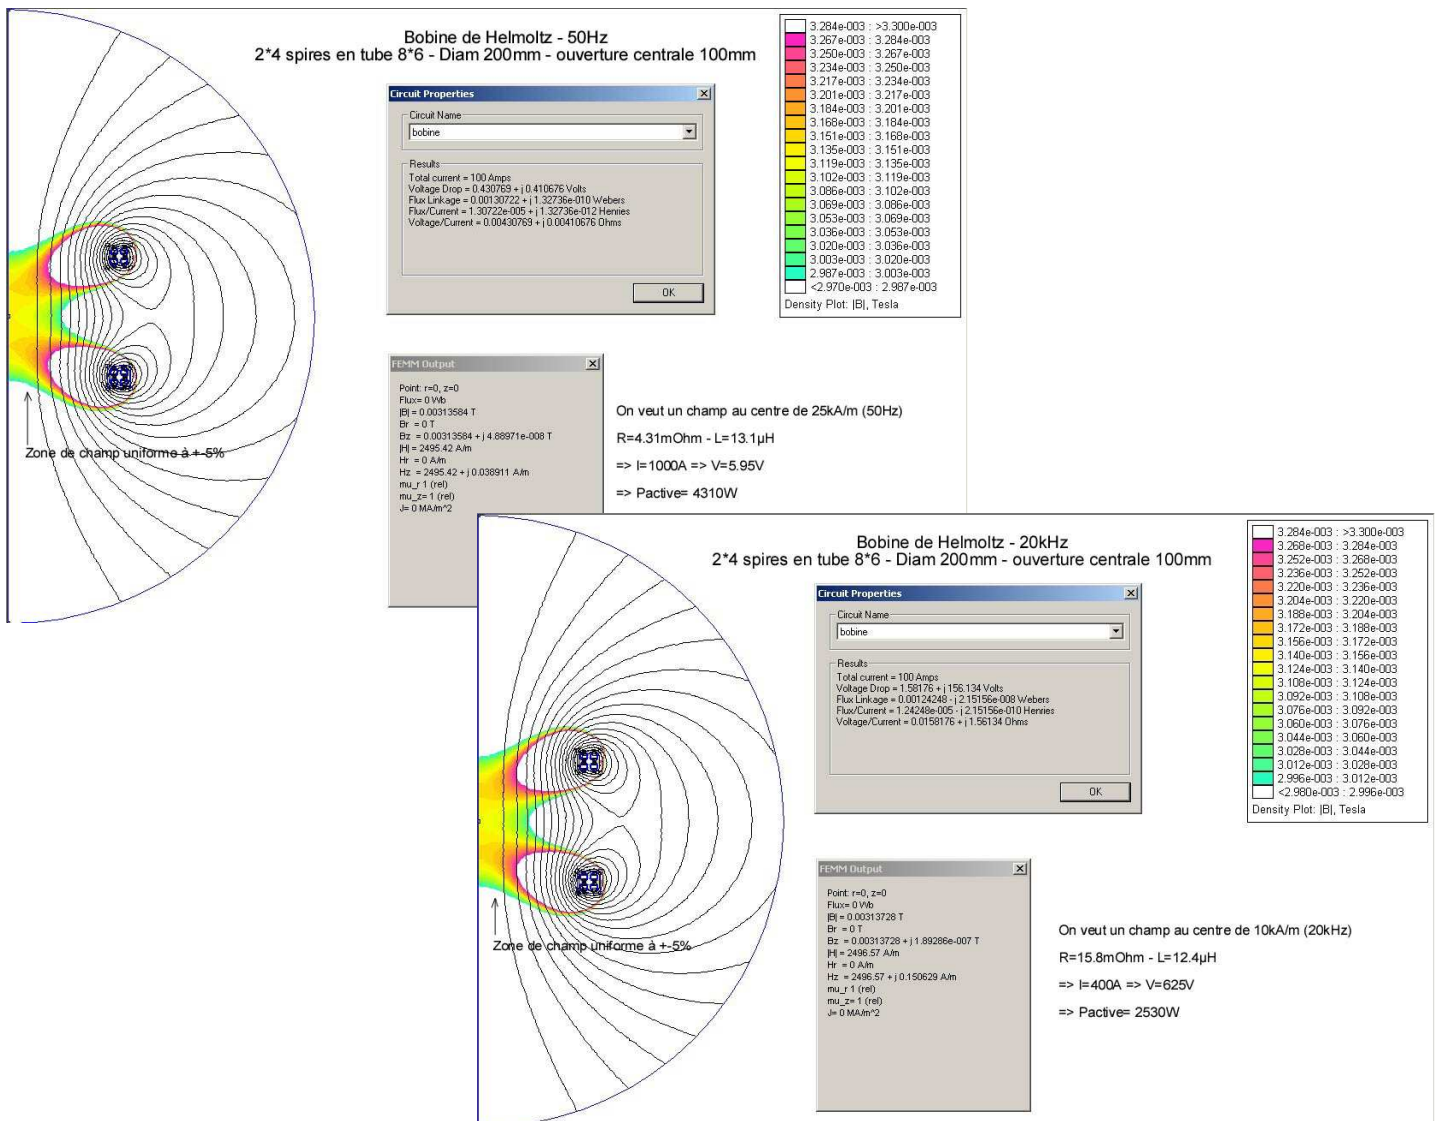 Bobine de Helmoltz - 50Hz
2*4 spires en tube 8*6 - Diam 200mm - ouverture centrale 100mm
Circuit Properties
Circuit Name
bobine
Results
Total current = 100 Amps
Voltage Drop = 0.430769 + j 0.410676 Volts
Flux Linkage = 0.00130722 + j 1.32736e-010 Webers
Flux/Current = 1.30722e-005 + j 1.32736e-012 Henries
Voltage/Current = 0.00430769 + j 0.00410676 Ohms
OK
3.284e-003 : >3.300e-003
3.267e-003 : 3.284e-003
3.250e-003 : 3.267e-003
3.234e-003 : 3.250e-003
3.217e-003 : 3.234e-003
3.201e-003 : 3.217e-003
3.184e-003 : 3.201e-003
3.168e-003 : 3.184e-003
3.151e-003 : 3.168e-003
3.135e-003 : 3.151e-003
3.119e-003 : 3.135e-003
3.102e-003 : 3.119e-003
3.086e-003 : 3.102e-003
3.069e-003 : 3.086e-003
3.053e-003 : 3.069e-003
3.036e-003 : 3.053e-003
3.020e-003 : 3.036e-003
3.003e-003 : 3.020e-003
2.987e-003 : 3.003e-003
<2.970e-003 : 2.987e-003
Density Plot: |B|, Tesla
FEMM Output
Point: r=0, z=0
Flux= 0 Wb
|B| = 0.00313584 T
Br = 0 T
Bz = 0.00313584 + j 4.88971e-008 T
|H| = 2495.42 A/m
Hr = 0 A/m
Hz = 2495.42 + j 0.038911 A/m
mu_r 1 (rel)
mu_z= 1 (rel)
J= 0 MA/m^2
Zone de champ uniforme à +-5%
On veut un champ au centre de 25kA/m (50Hz)
R=4.31mOhm - L=13.1µH
=> I=1000A => V=5.95V
=> Pactive= 4310W
Bobine de Helmoltz - 20kHz
2*4 spires en tube 8*6 - Diam 200mm - ouverture centrale 100mm
Circuit Properties
Circuit Name
bobine
Results
Total current = 100 Amps
Voltage Drop = 1.58176 + j 156.134 Volts
Flux Linkage = 0.00124248 - j 2.15156e-008 Webers
Flux/Current = 1.24248e-005 - j 2.15156e-010 Henries
Voltage/Current = 0.0158176 + j 1.56134 Ohms
OK
3.284e-003 : >3.300e-003
3.268e-003 : 3.284e-003
3.252e-003 : 3.268e-003
3.236e-003 : 3.252e-003
3.220e-003 : 3.236e-003
3.204e-003 : 3.220e-003
3.188e-003 : 3.204e-003
3.172e-003 : 3.188e-003
3.156e-003 : 3.172e-003
3.140e-003 : 3.156e-003
3.124e-003 : 3.140e-003
3.108e-003 : 3.124e-003
3.092e-003 : 3.108e-003
3.076e-003 : 3.092e-003
3.060e-003 : 3.076e-003
3.044e-003 : 3.060e-003
3.028e-003 : 3.044e-003
3.012e-003 : 3.028e-003
2.996e-003 : 3.012e-003
<2.980e-003 : 2.996e-003
Density Plot: |B|, Tesla
FEMM Output
Point: r=0, z=0
Flux= 0 Wb
|B| = 0.00313728 T
Br = 0 T
Bz = 0.00313728 + j 1.89286e-007 T
|H| = 2496.57 A/m
Hr = 0 A/m
Hz = 2496.57 + j 0.150629 A/m
mu_r 1 (rel)
mu_z= 1 (rel)
J= 0 MA/m^2
Zone de champ uniforme à +-5%
On veut un champ au centre de 10kA/m (20kHz)
R=15.8mOhm - L=12.4µH
=> I=400A => V=625V
=> Pactive= 2530W